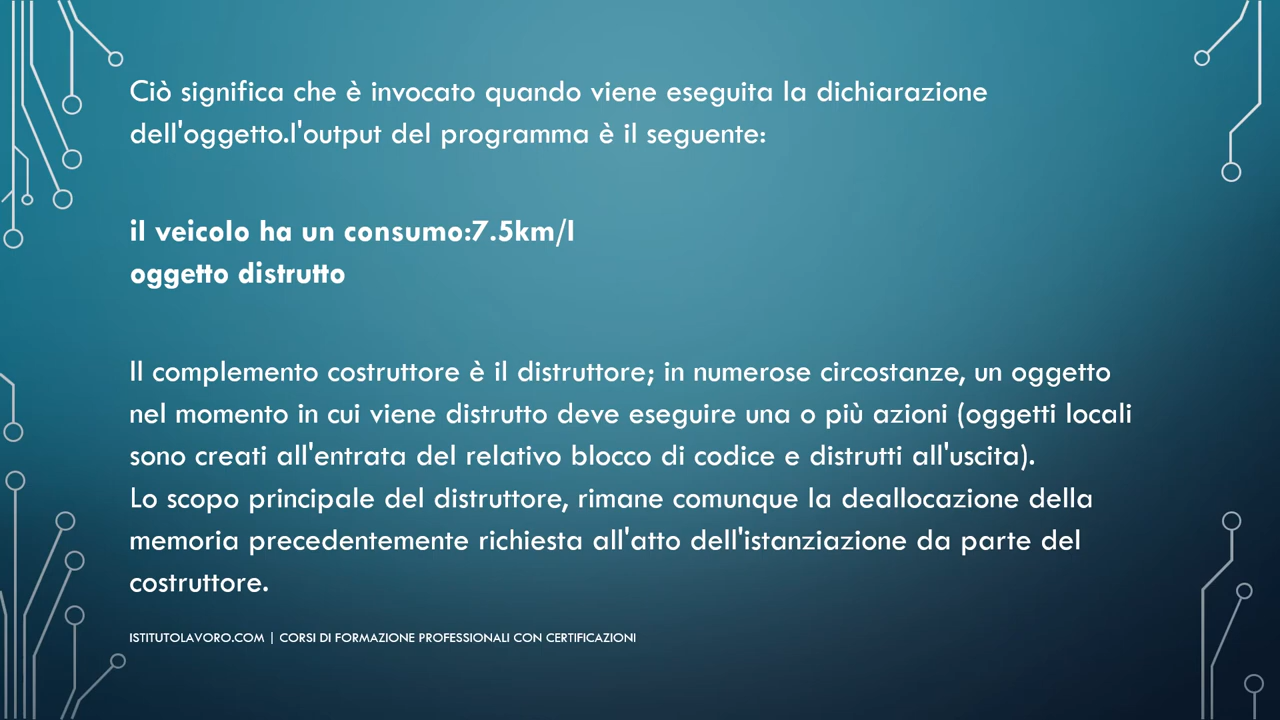 Ciò significa che è invocato quando viene eseguita la dichiarazione
dell'oggetto.l'output del programma è il seguente:
il veicolo ha un consumo:7.5km/l
oggetto distrutto
Il complemento costruttore è il distruttore; in numerose circostanze, un oggetto
nel momento in cui viene distrutto deve eseguire una o più azioni (oggetti locali
sono creati all'entrata del relativo blocco di codice e distrutti all'uscita).
Lo scopo principale del distruttore, rimane comunque la deallocazione della
memoria precedentemente richiesta all'atto dell'istanziazione da parte del
costruttore.
ISTITUTOLAVORO.COM | CORSI DI FORMAZIONE PROFESSIONALI CON CERTIFICAZIONI